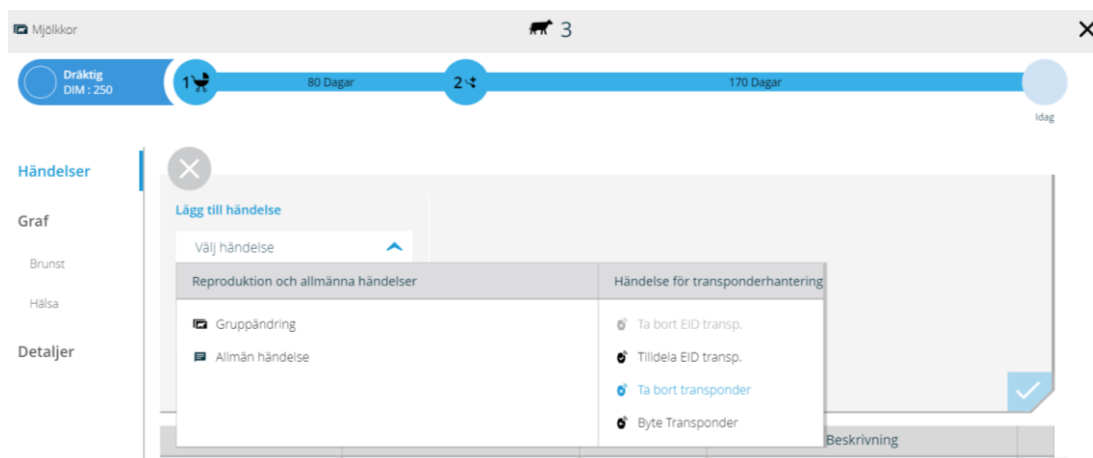 Mjölkkor
3
Dräktig
DIM : 250
1
80 Dagar
2
170 Dagar
Idag
Händelser
Graf
Brunst
Hälsa
Detaljer
Lägg till händelse
Välj händelse
Reproduktion och allmänna händelser
Gruppändring
Allmän händelse
Händelse för transponderhantering
Ta bort EID transp.
Tilldela EID transp.
Ta bort transponder
Byte Transponder
Beskrivning